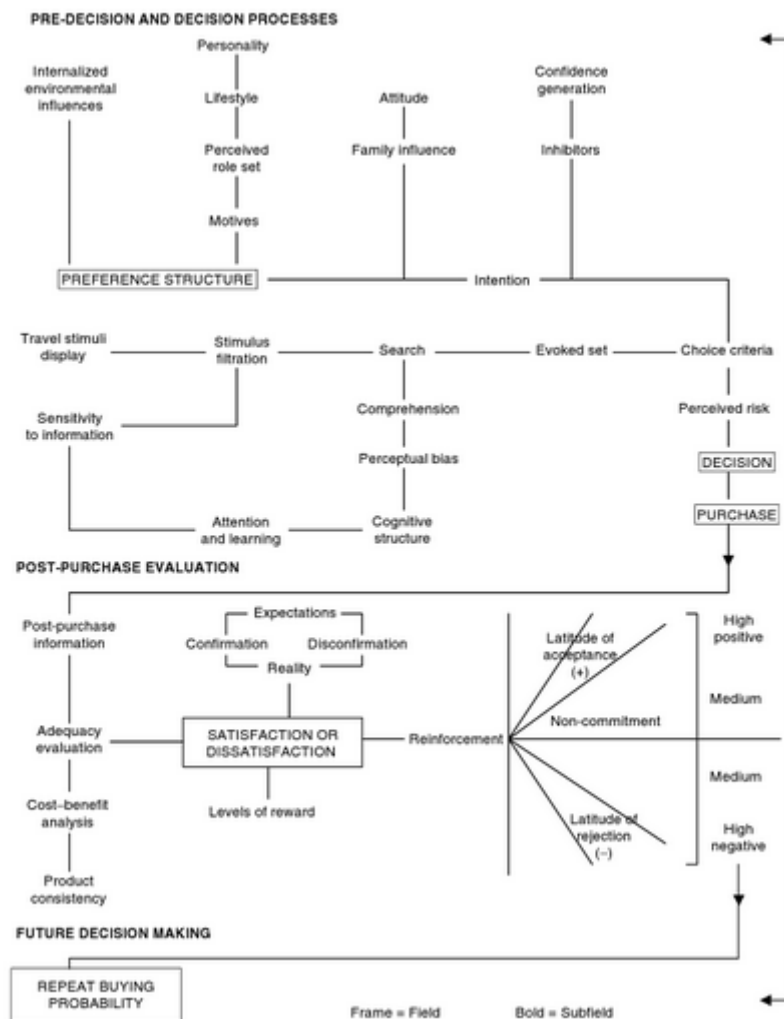 PRE-DECISION AND DECISION PROCESSES
Personality
Internalized
environmental
influences
Confidence
generation
Lifestyle
Attitude
Perceived
role set
Family influence
Inhibitors
Motives
PREFERENCE STRUCTURE
Intention
Travel stimuli
display
Stimulus
filtration
Search
Evoked set
Choice criteria
Sensitivity
to information
Comprehension
Perceived risk
Perceptual bias
DECISION
PURCHASE
Attention
and learning
Cognitive
structure
POST-PURCHASE EVALUATION
Post-purchase
information
Expectations
Confirmation
Disconfirmation
Reality
Latitude of
acceptance
(+)
High
positive
Medium
Adequacy
evaluation
SATISFACTION OR
DISSATISFACTION
Reinforcement
Non-commitment
Medium
Cost–benefit
analysis
Levels of reward
Latitude of
rejection
(−)
High
negative
Product
consistency
FUTURE DECISION MAKING
REPEAT BUYING
PROBABILITY
Frame = Field
Bold = Subfield